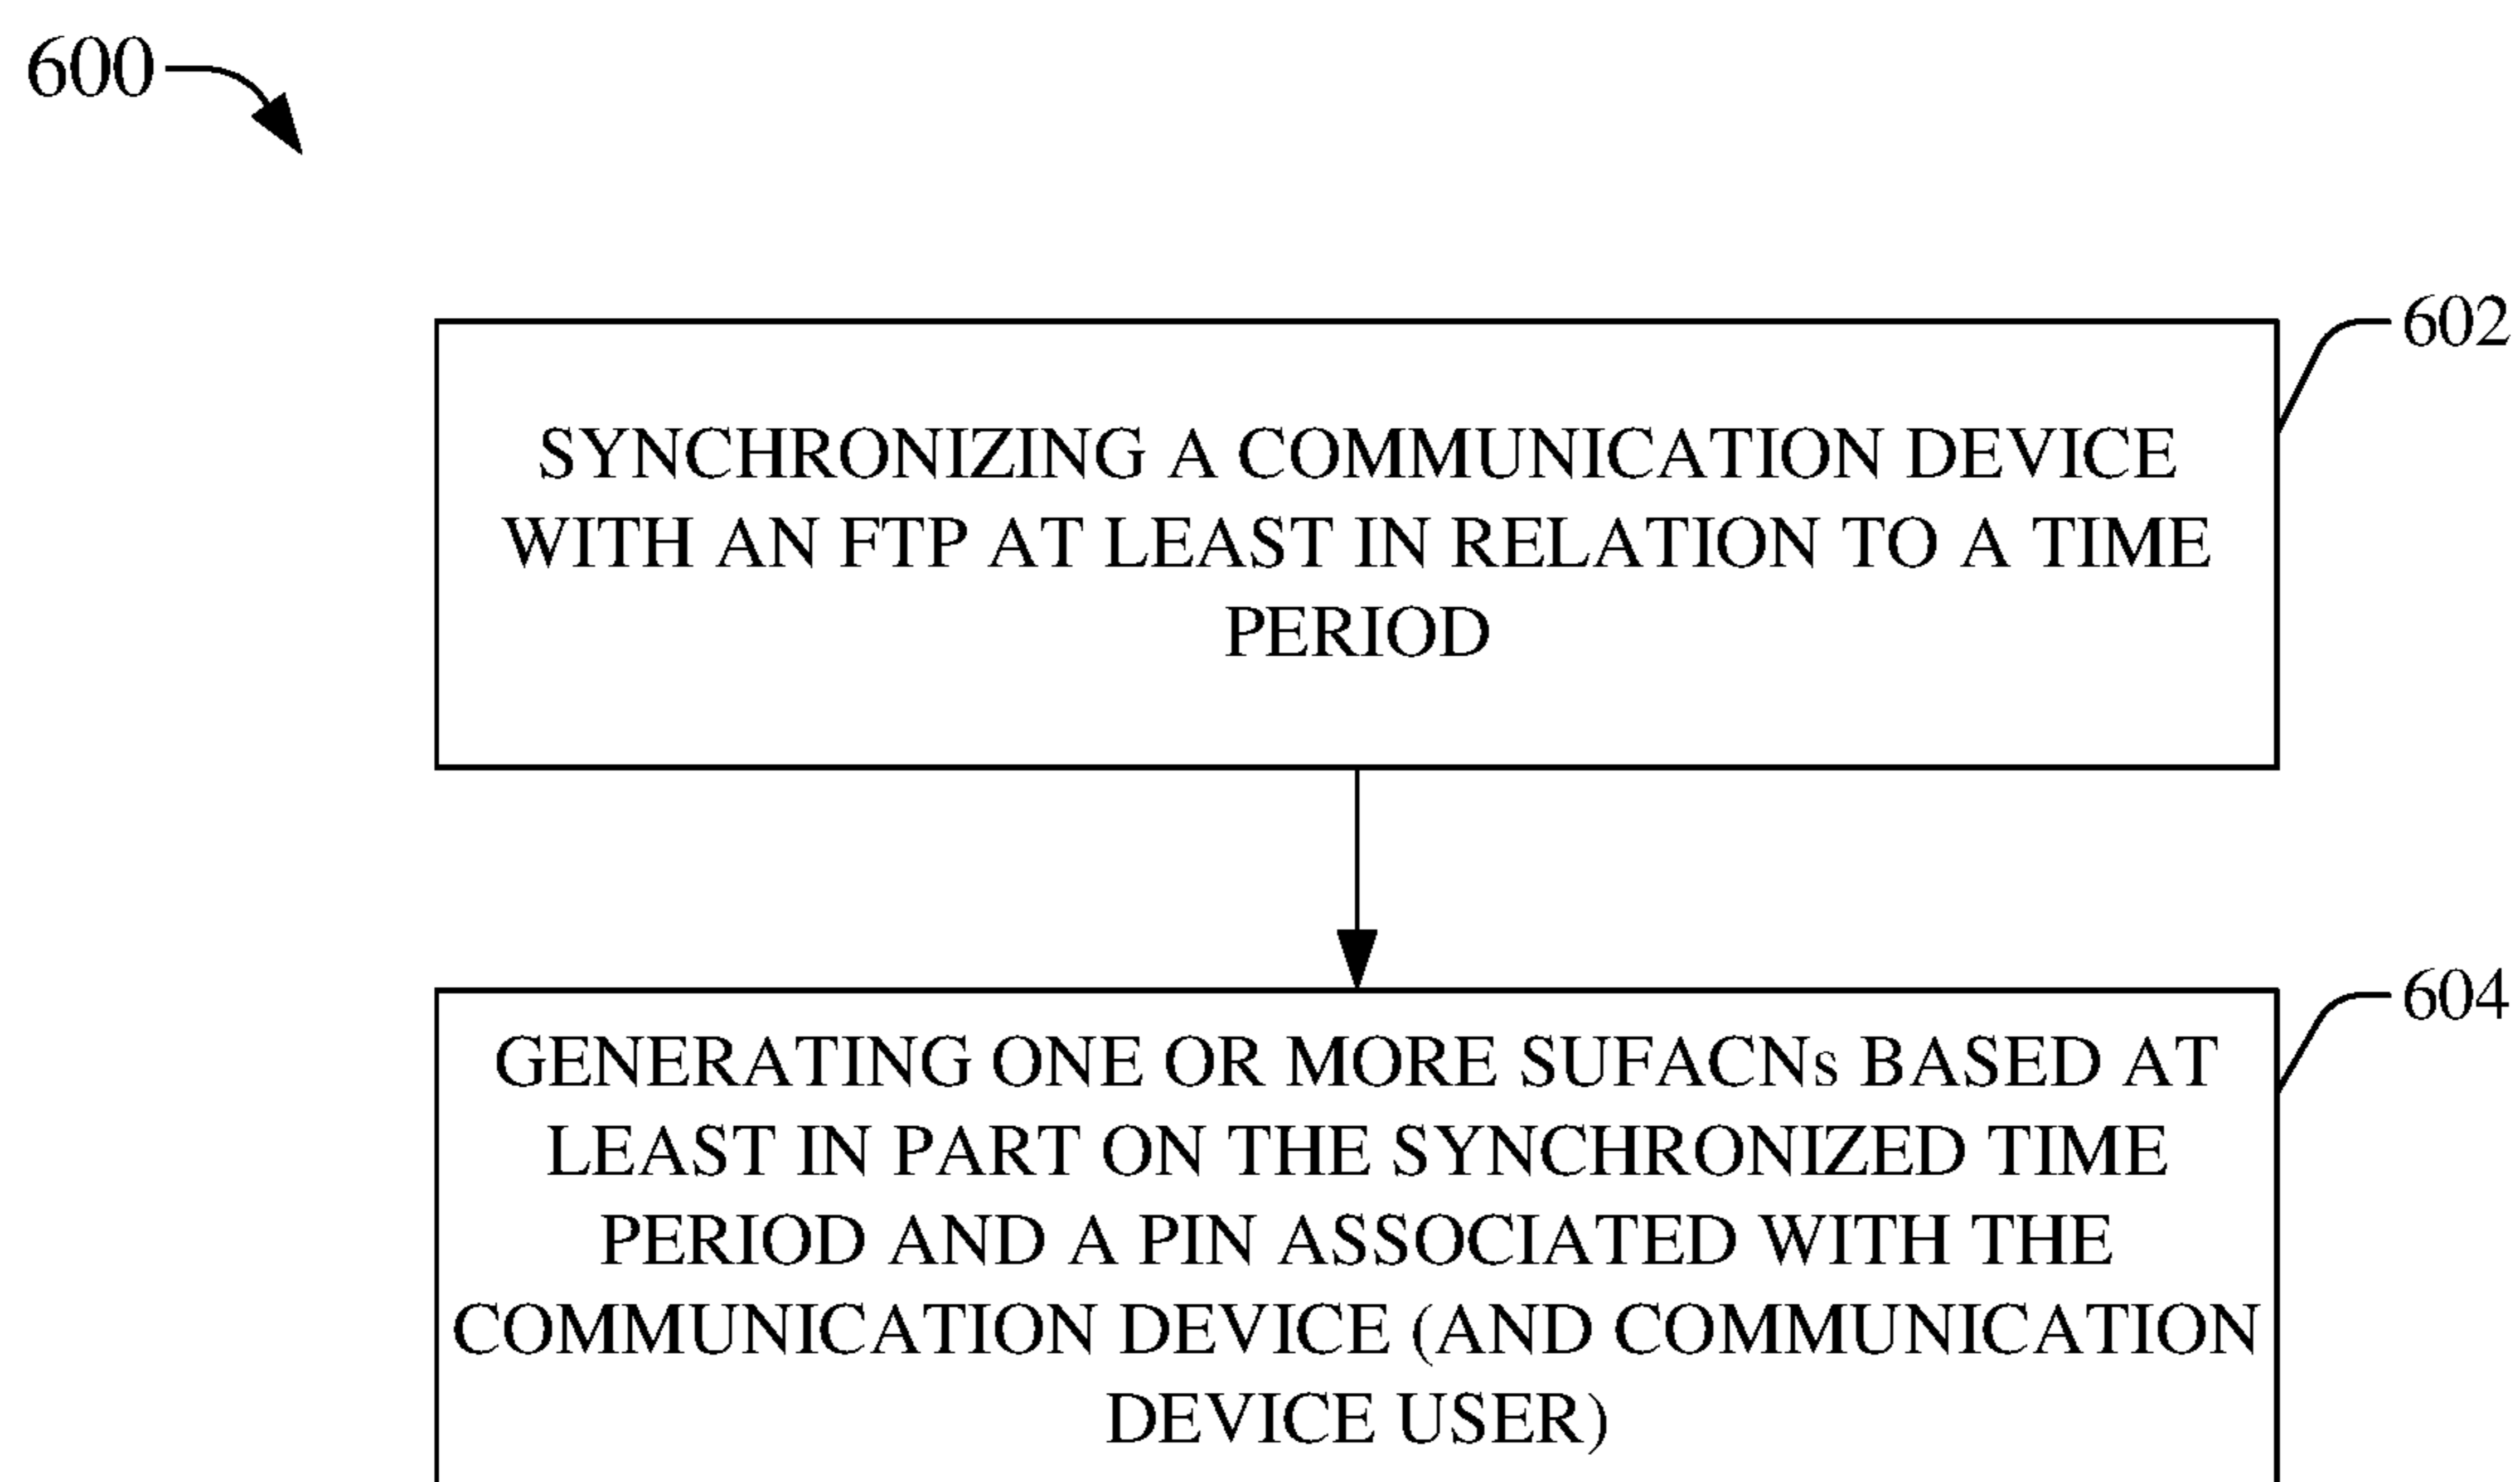 600
602
SYNCHRONIZING A COMMUNICATION DEVICE
WITH AN FTP AT LEAST IN RELATION TO A TIME
PERIOD
604
GENERATING ONE OR MORE SUFACNs BASED AT
LEAST IN PART ON THE SYNCHRONIZED TIME
PERIOD AND A PIN ASSOCIATED WITH THE
COMMUNICATION DEVICE (AND COMMUNICATION
DEVICE USER)